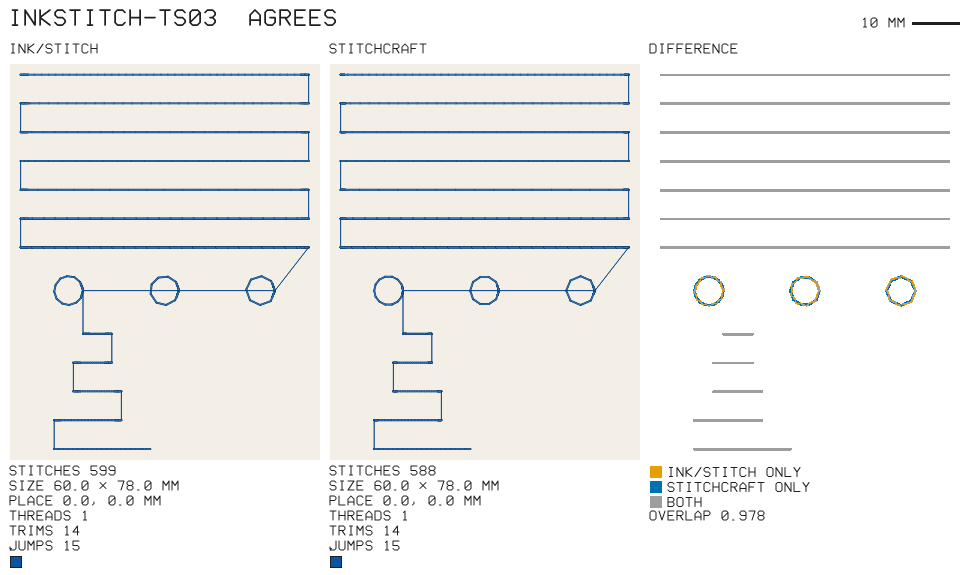 INKSTITCH-TS03 AGREES
10 MM
INK/STITCH
STITCHCRAFT
DIFFERENCE
STITCHES 599
SIZE 60.0 × 78.0 MM
PLACE 0.0, 0.0 MM
THREADS 1
TRIMS 14
JUMPS 15
STITCHES 588
SIZE 60.0 × 78.0 MM
PLACE 0.0, 0.0 MM
THREADS 1
TRIMS 14
JUMPS 15
INK/STITCH ONLY
STITCHCRAFT ONLY
BOTH
OVERLAP 0.978